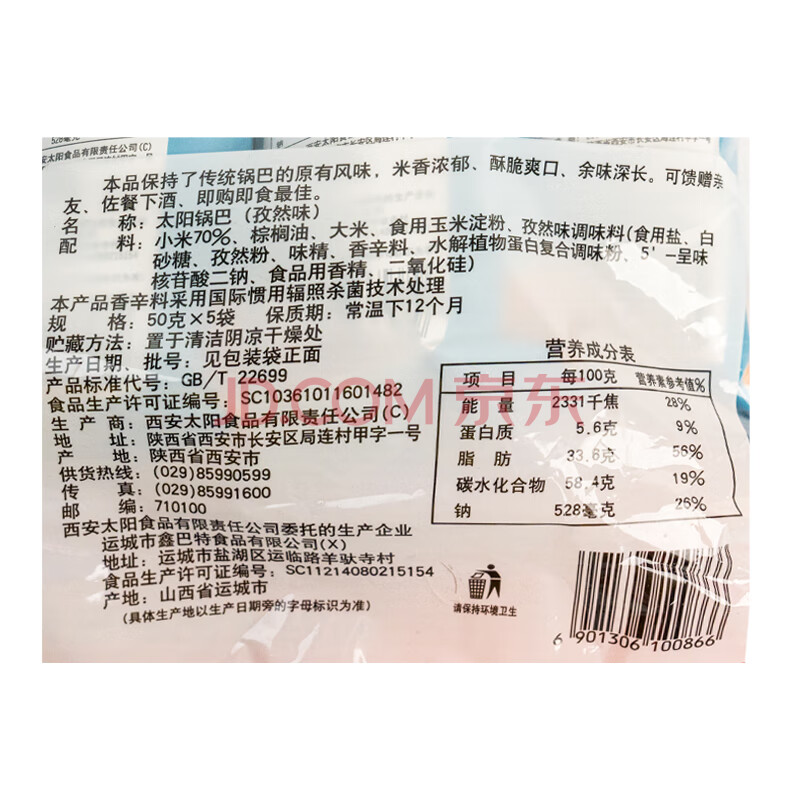 安太阳食品有限责任公司(C)
本品保持了传统锅巴的原有风味，米香浓郁、酥脆爽口、余味深长。可馈赠亲
友、佐餐下酒、即购即食最佳。
名 称：太阳锅巴（孜然味）
配 料：小米70%、棕榈油、大米、食用玉米淀粉、孜然味调味料(食用盐、白
砂糖、孜然粉、味精、香辛料、水解植物蛋白复合调味粉、5'-呈味
核苷酸二钠、食品用香精、二氧化硅)
本产品香辛料采用国际惯用辐照杀菌技术处理
规 格：50克×5袋 保质期：常温下12个月
贮藏方法：置于清洁阴凉干燥处
生产日期、批号：见包装袋正面
产品标准代号：GB/T 22699
食品生产许可证编号：SC10361011601482
生 产 商：西安太阳食品有限责任公司(C)
地 址：陕西省西安市长安区局连村甲字一号
产 地：陕西省西安市
供货热线：(029)85990599
传 真：(029)85991600
邮 编：710100
西安太阳食品有限责任公司委托的生产企业
运城市鑫巴特食品有限公司(X)
地址：运城市盐湖区运临路羊驮寺村
食品生产许可证编号：SC11214080215154
产地：山西省运城市
(具体生产地以生产日期旁的字母标识为准)
营养成分表
项 目 每100克 营养素参考值%
能 量 2331千焦 28%
蛋白质 5.6克 9%
脂 肪 33.6克 56%
碳水化合物 58.4克 19%
钠 528毫克 26%
请保持环境卫生
6 901306 100866
JD.COM 京东